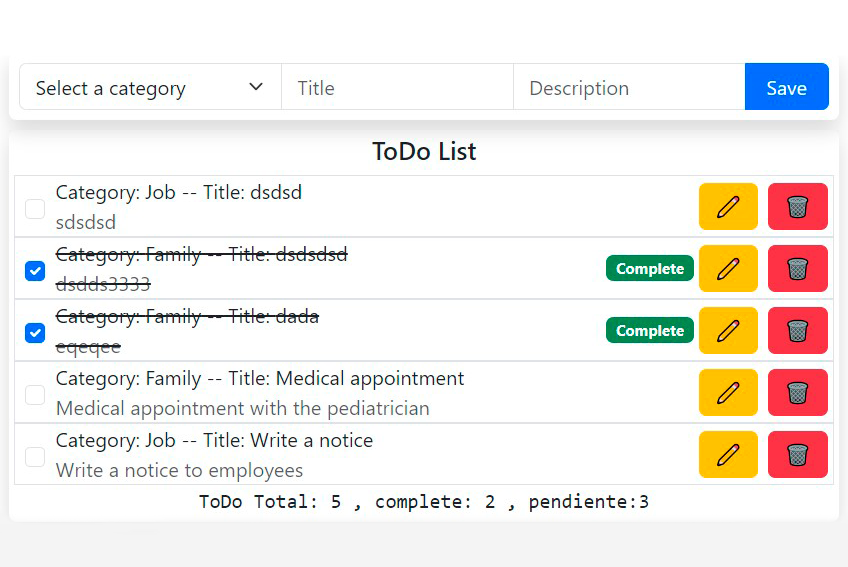 Select a category Title Description Save
ToDo List
Category: Job -- Title: dsdsd
sdsdsd
Category: Family -- Title: dsdsdsd
Complete
dsdds3333
Category: Family -- Title: dada
Complete
eqeqee
Category: Family -- Title: Medical appointment
Medical appointment with the pediatrician
Category: Job -- Title: Write a notice
Write a notice to employees
ToDo Total: 5 , complete: 2 , pendiente:3